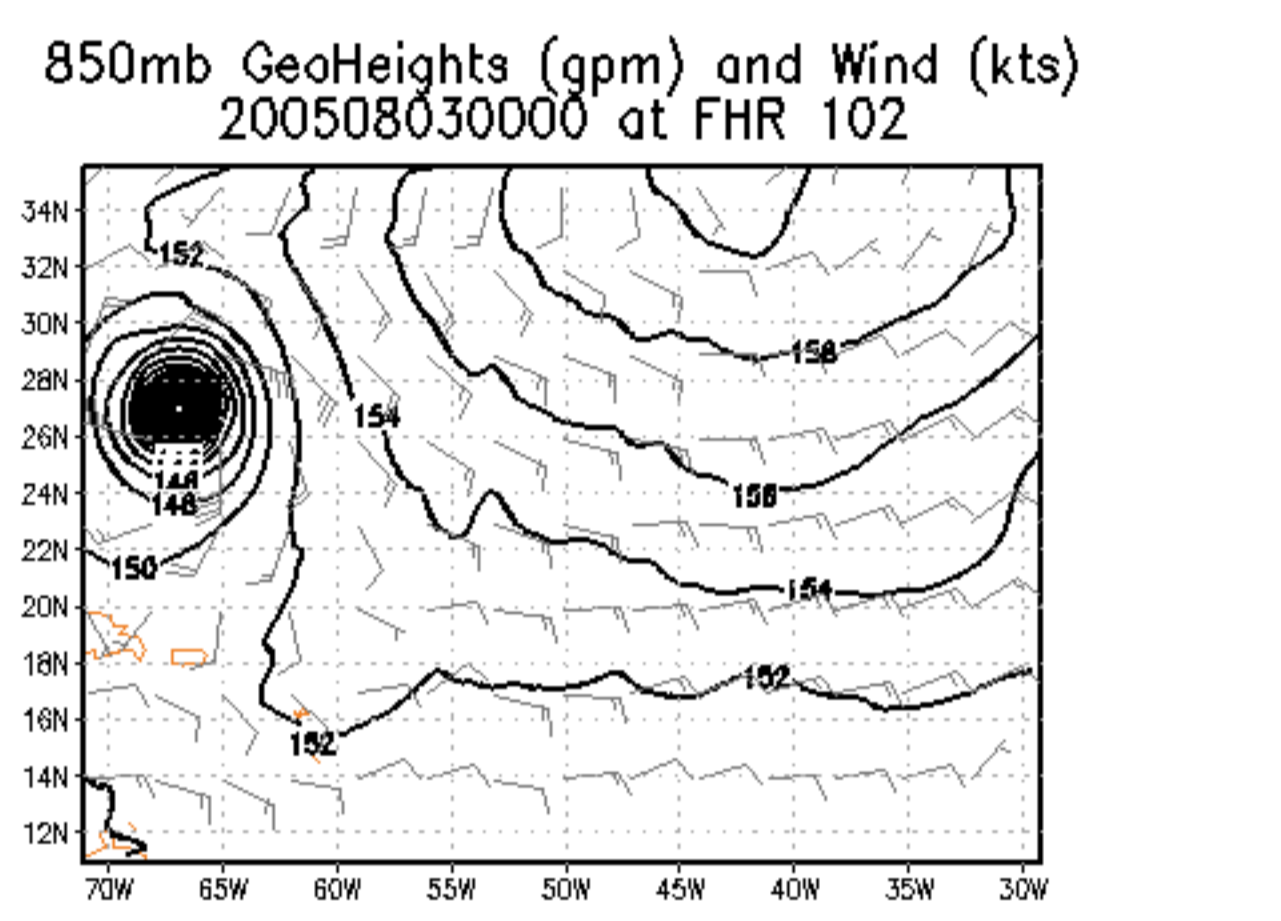 850mb GeoHeights (gpm) and Wind (kts)
200508030000 at FHR 102
34N
152
32N
30N
158
28N
154
26N
146
156
24N
148
22N
150
154
20N
18N
152
16N
152
14N
12N
70W 65W 60W 55W 50W 45W 40W 35W 30W